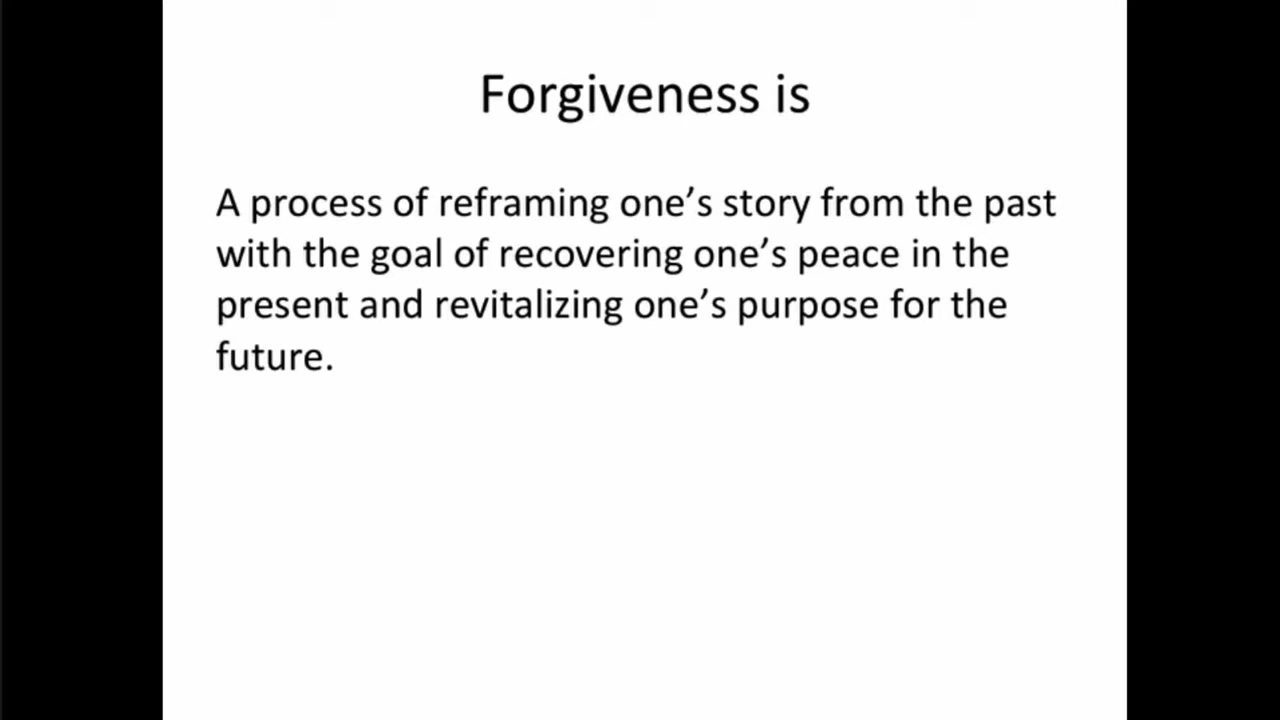 Forgiveness is
A process of reframing one’s story from the past
with the goal of recovering one’s peace in the
present and revitalizing one’s purpose for the
future.